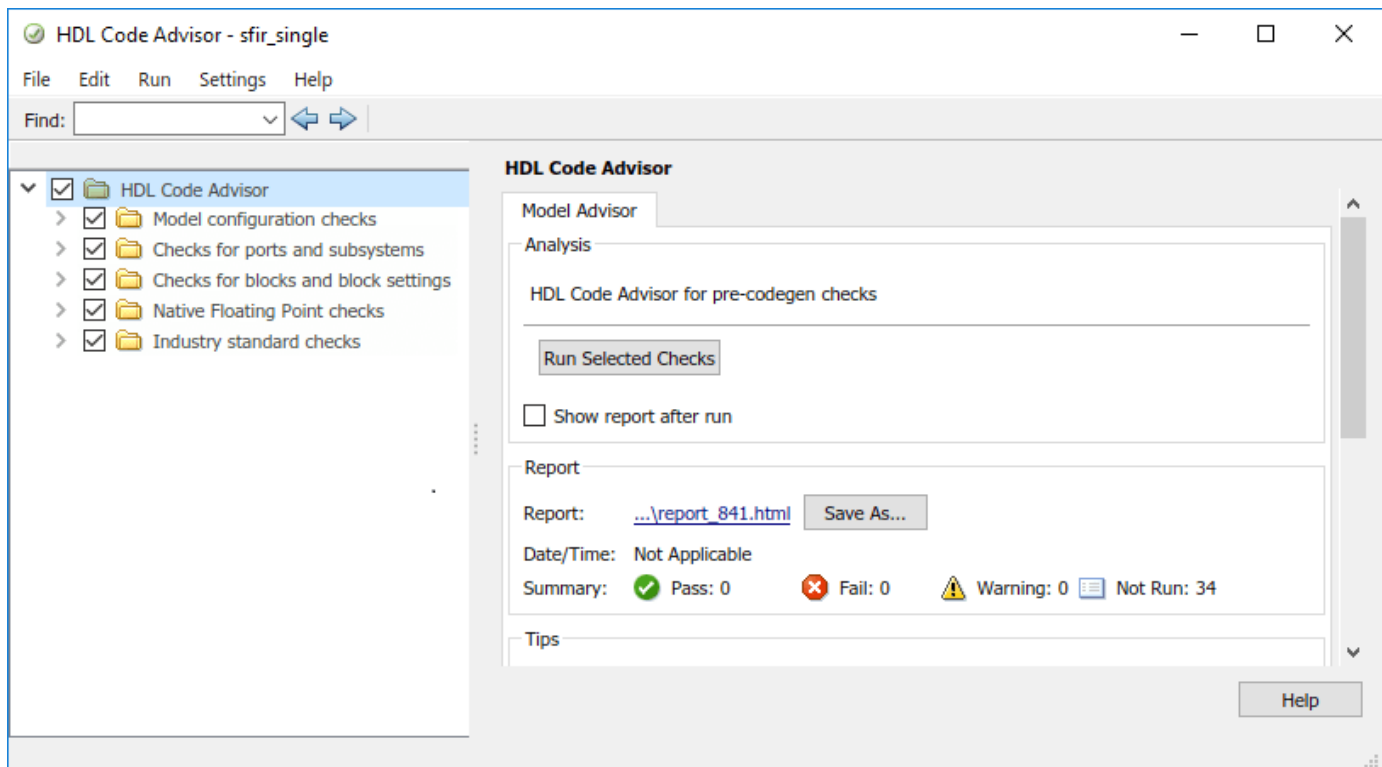 HDL Code Advisor - sfir_single
File Edit Run Settings Help
Find:
HDL Code Advisor
Model configuration checks
Checks for ports and subsystems
Checks for blocks and block settings
Native Floating Point checks
Industry standard checks
HDL Code Advisor
Model Advisor
Analysis
HDL Code Advisor for pre-codegen checks
Run Selected Checks
Show report after run
Report
Report: ...\report_841.html Save As...
Date/Time: Not Applicable
Summary: Pass: 0 Fail: 0 Warning: 0 Not Run: 34
Tips
Help